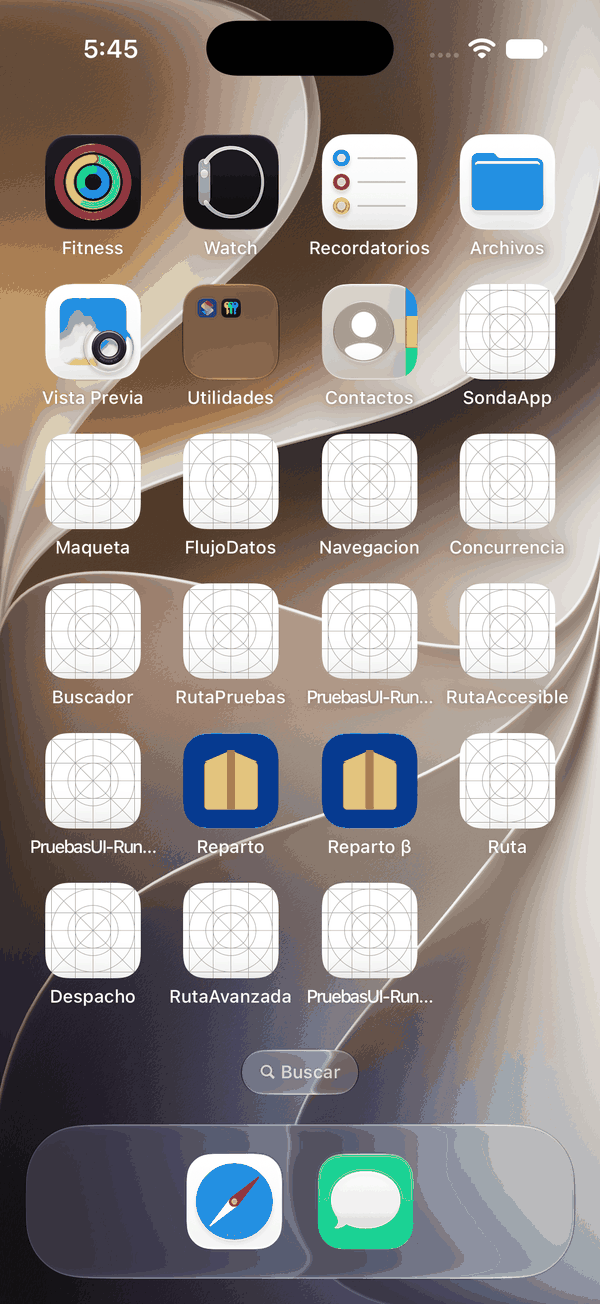 5:45
Fitness
Watch
Recordatorios
Archivos
Vista Previa
Utilidades
Contactos
SondaApp
Maqueta
FlujoDatos
Navegacion
Concurrencia
Buscador
RutaPruebas
PruebasUI-Run...
RutaAccesible
PruebasUI-Run...
Reparto
Reparto β
Ruta
Despacho
RutaAvanzada
PruebasUI-Run...
Buscar